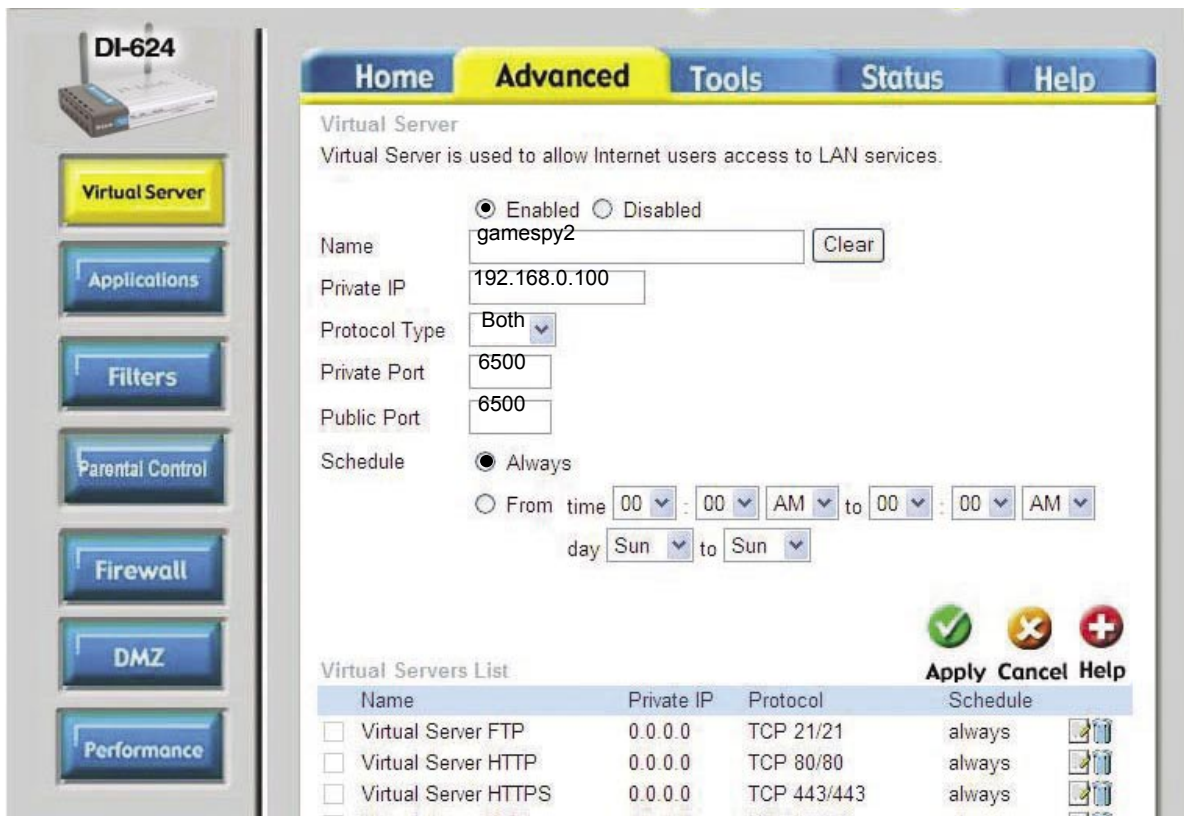 DI-624
Home Advanced Tools Status Help
Virtual Server
Applications
Filters
Parental Control
Firewall
DMZ
Performance
Virtual Server
Virtual Server is used to allow Internet users access to LAN services.
Enabled Disabled
Name gamespy2 Clear
Private IP 192.168.0.100
Protocol Type Both
Private Port 6500
Public Port 6500
Schedule Always
From time 00 : 00 AM to 00 : 00 AM
day Sun to Sun
Apply Cancel Help
Virtual Servers List
Name Private IP Protocol Schedule
Virtual Server FTP 0.0.0.0 TCP 21/21 always
Virtual Server HTTP 0.0.0.0 TCP 80/80 always
Virtual Server HTTPS 0.0.0.0 TCP 443/443 always